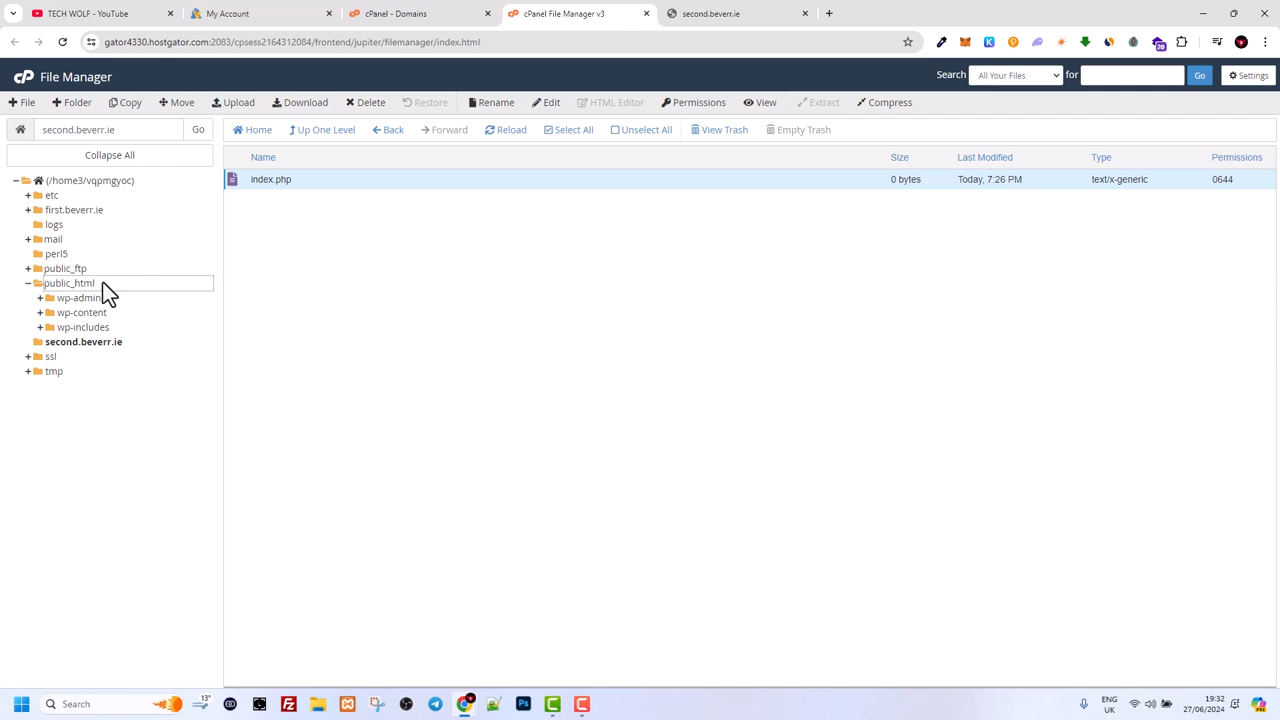 TECH WOLF - YouTube
My Account
cPanel - Domains
cPanel File Manager v3
second.beverr.ie
gator4330.hostgator.com:2083/cpsess2164312084/frontend/jupiter/filemanager/index.html
20
cP File Manager
Search All Your Files for Go Settings
File Folder Copy Move Upload Download Delete Restore Rename Edit HTML Editor Permissions View Extract Compress
second.beverr.ie Go
Home Up One Level Back Forward Reload Select All Unselect All View Trash Empty Trash
Collapse All
Name Size Last Modified Type Permissions
index.php 0 bytes Today, 7:26 PM text/x-generic 0644
(/home3/vqpmgyoc)
etc
first.beverr.ie
logs
mail
perl5
public_ftp
public_html
wp-admin
wp-content
wp-includes
second.beverr.ie
ssl
tmp
Search
13°
Ps
ENG
UK
19:32
27/06/2024